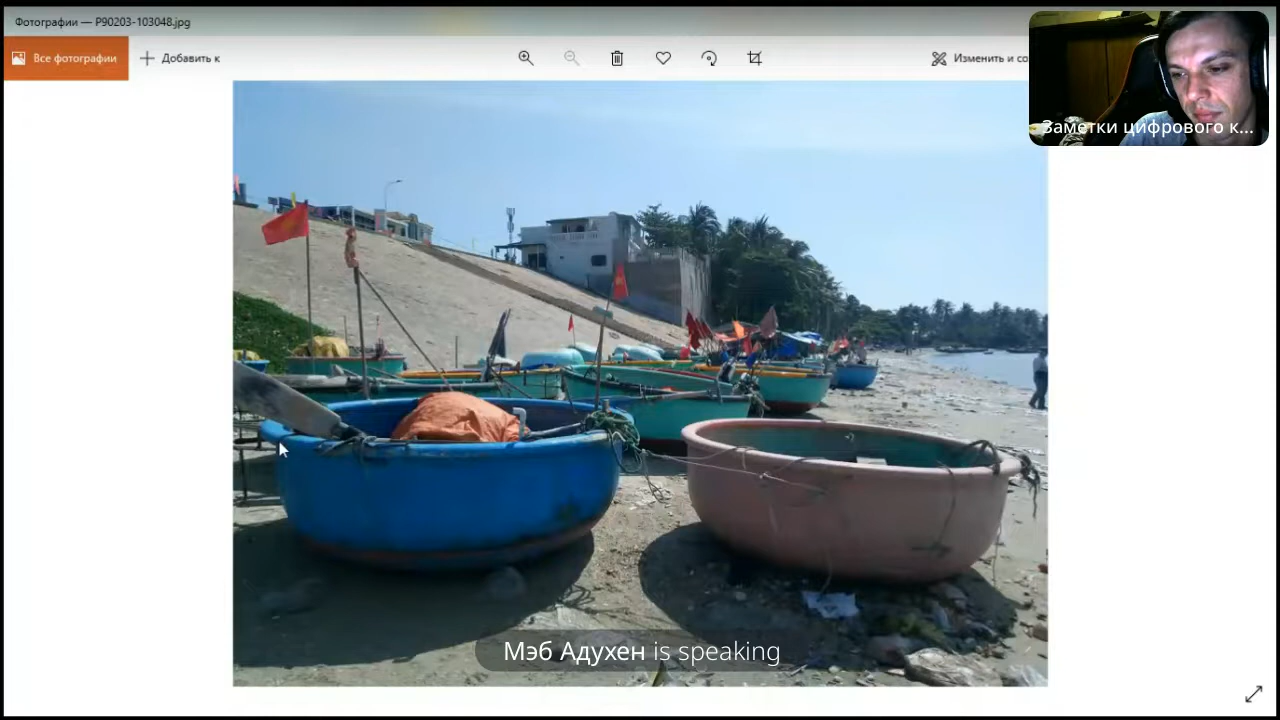 Фотографии — P90203-103048.jpg
Все фотографии
Добавить к
Изменить и со
Заметки цифрового к...
Мэб Адухен is speaking